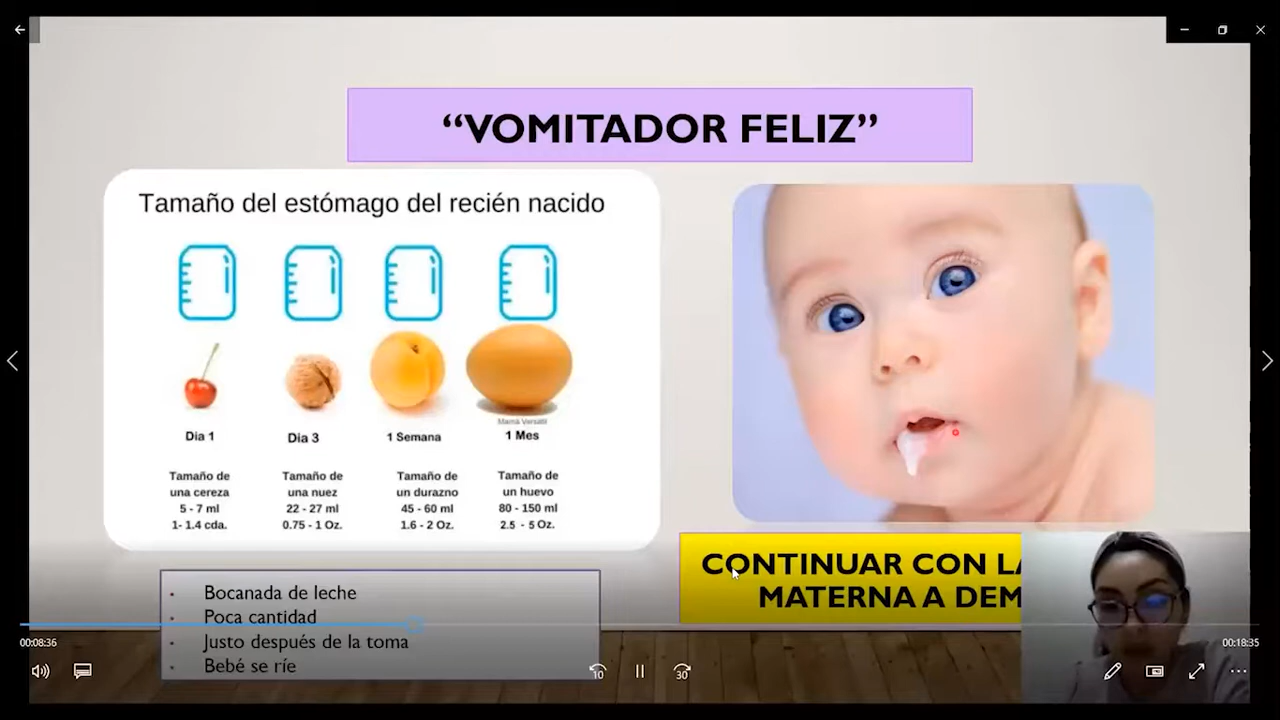 “VOMITADOR FELIZ”
Tamaño del estómago del recién nacido
Dia 1
Dia 3
1 Semana
Mamá Versátil
1 Mes
Tamaño de
una cereza
5 - 7 ml
1- 1.4 cda.
Tamaño de
una nuez
22 - 27 ml
0.75 - 1 Oz.
Tamaño de
un durazno
45 - 60 ml
1.6 - 2 Oz.
Tamaño de
un huevo
80 - 150 ml
2.5 - 5 Oz.
CONTINUAR CON LA
MATERNA A DEM
• Bocanada de leche
• Poca cantidad
• Justo después de la toma
• Bebé se ríe
00:08:36
00:18:35
10
30